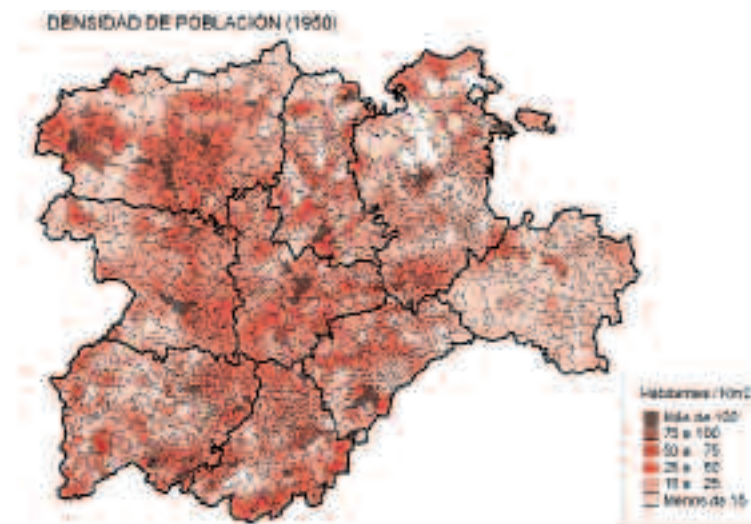 DENSIDAD DE POBLACIÓN (1950)
Habitantes / Km2
Más de 100
75 a 100
50 a 75
25 a 50
15 a 25
Menos de 15